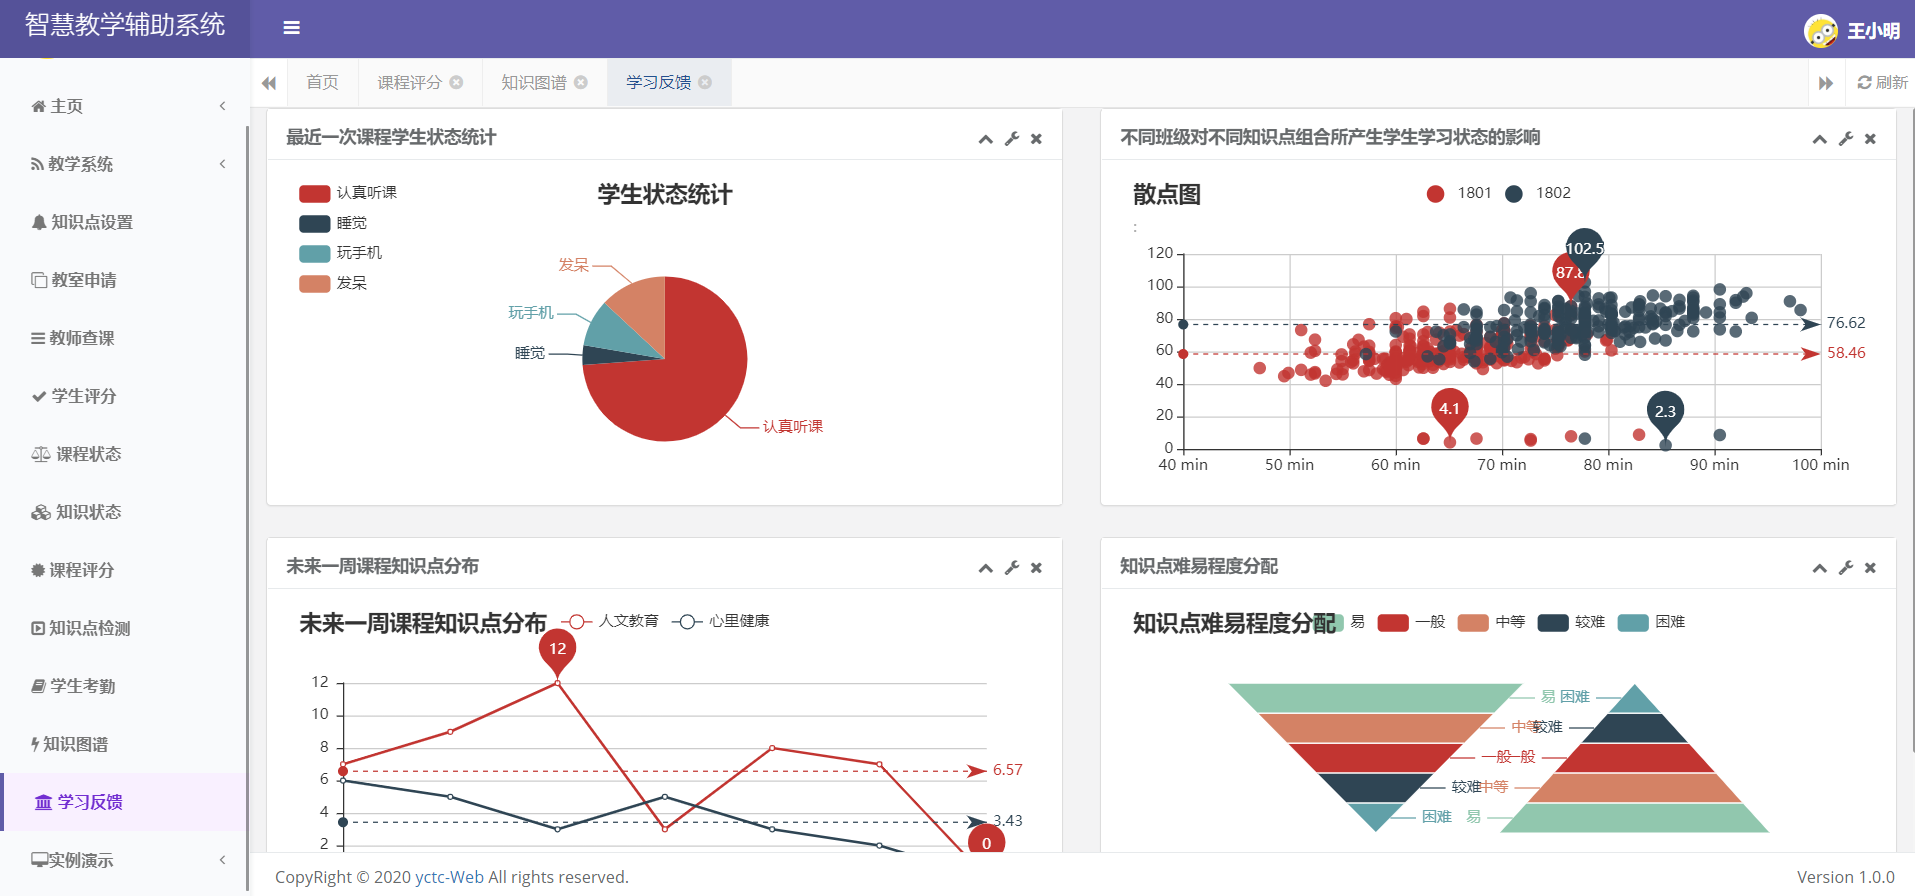 智慧教学辅助系统
王小明
首页
课程评分
知识图谱
学习反馈
刷新
主页
教学系统
知识点设置
教室申请
教师查课
学生评分
课程状态
知识状态
课程评分
知识点检测
学生考勤
知识图谱
学习反馈
实例演示
最近一次课程学生状态统计
认真听课
睡觉
玩手机
发呆
学生状态统计
发呆
玩手机
睡觉
认真听课
不同班级对不同知识点组合所产生学生学习状态的影响
散点图
:
1801 1802
120
100
80
60
40
20
0
40 min 50 min 60 min 70 min 80 min 90 min 100 min
102.5
87.8
76.62
58.46
4.1
2.3
未来一周课程知识点分布
未来一周课程知识点分布
人文教育 心里健康
12
12
10
8
6
4
2
6.57
3.43
0
知识点难易程度分配
知识点难易程度分配
易 一般 中等 较难 困难
易 困难
中等 较难
一般 一般
较难 中等
困难 易
CopyRight © 2020 yctc-Web All rights reserved.
Version 1.0.0